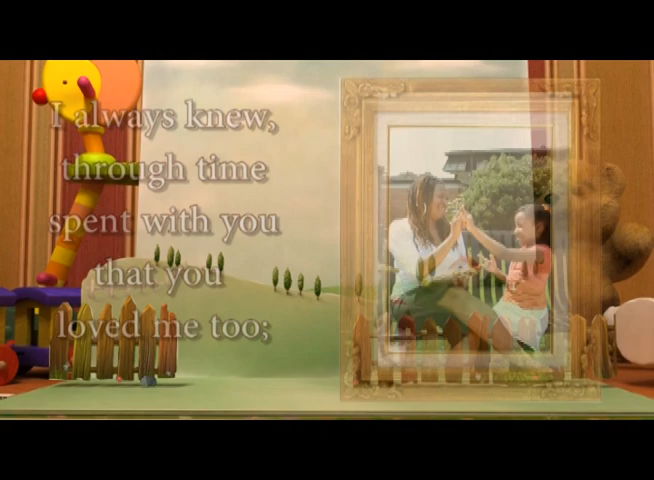 I always knew,
through time
spent with you
that you
loved me too;